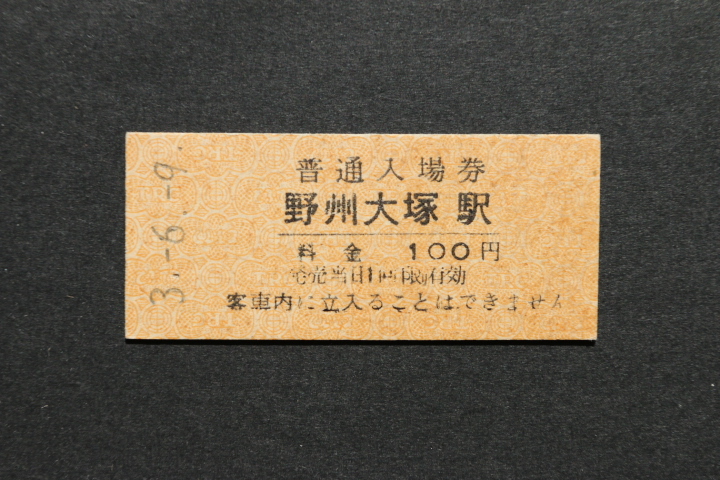 普通入場券
野州大塚駅
料金 100円
発売当日1回限り有効
客車内に立入ることはできません
3.-6.-9.